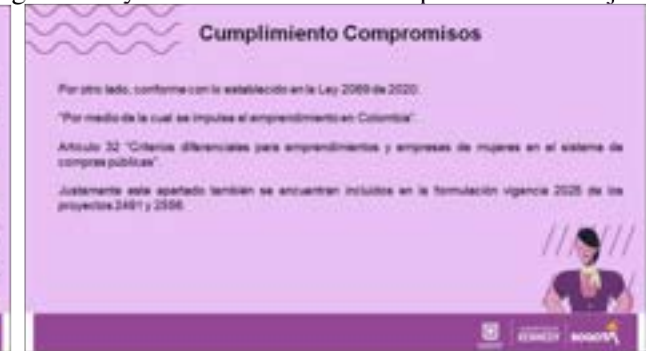 Cumplimiento Compromisos
Por otro lado, conforme con lo establecido en la Ley 2069 de 2020.
"Por medio de la cual se impulsa el emprendimiento en Colombia".
Artículo 32 "Criterios diferenciales para emprendimientos y empresas de mujeres en el sistema de
compras públicas".
Justamente este apartado también se encuentran incluidos en la formulación vigencia 2025 de los
proyectos 2491 y
KENNEDY BOGOTÁ